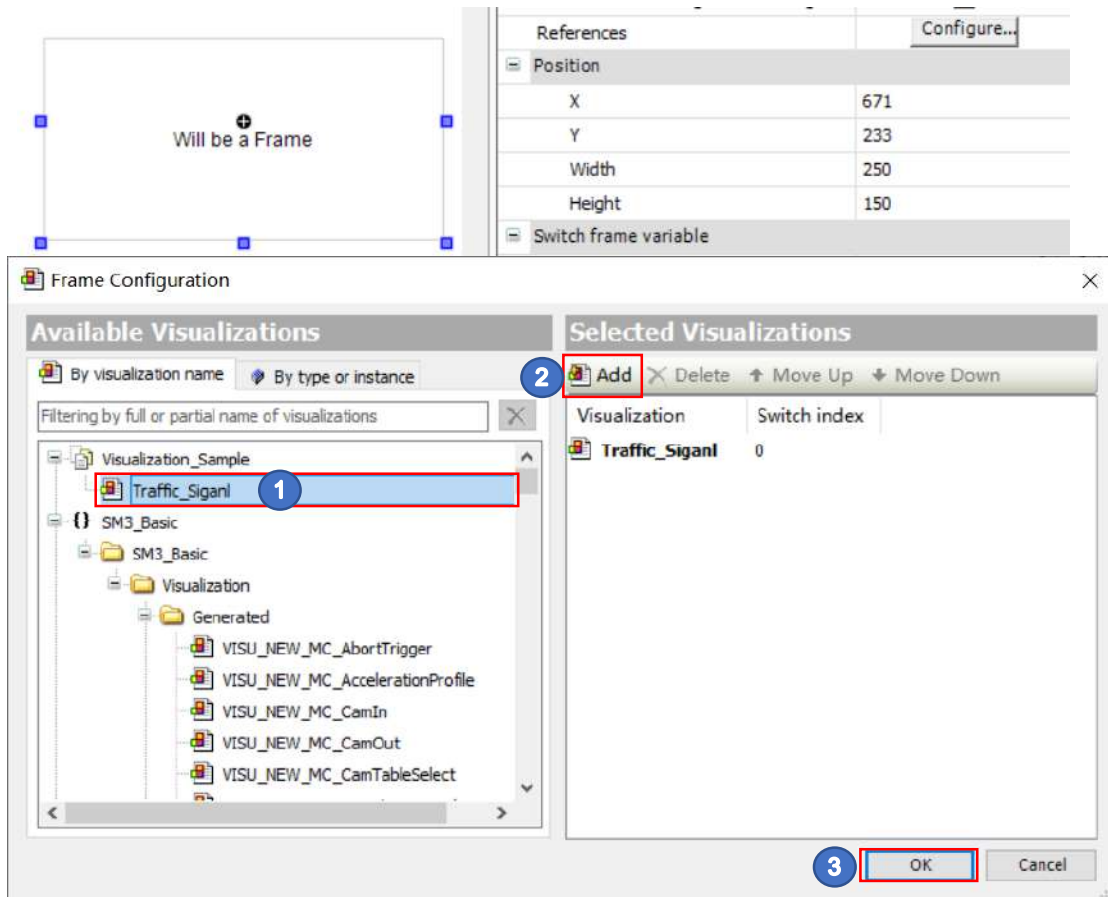 References
Configure...
Position
X 671
Will be a Frame
Y 233
Width 250
Height 150
Switch frame variable
Frame Configuration
Available Visualizations
Selected Visualizations
By visualization name
By type or instance
2
Add
Delete
Move Up
Move Down
Filtering by full or partial name of visualizations
Visualization
Switch index
Traffic_Siganl 0
Visualization_Sample
Traffic_Siganl
1
{} SM3_Basic
SM3_Basic
Visualization
Generated
VISU_NEW_MC_AbortTrigger
VISU_NEW_MC_AccelerationProfile
VISU_NEW_MC_CamIn
VISU_NEW_MC_CamOut
VISU_NEW_MC_CamTableSelect
3
OK
Cancel